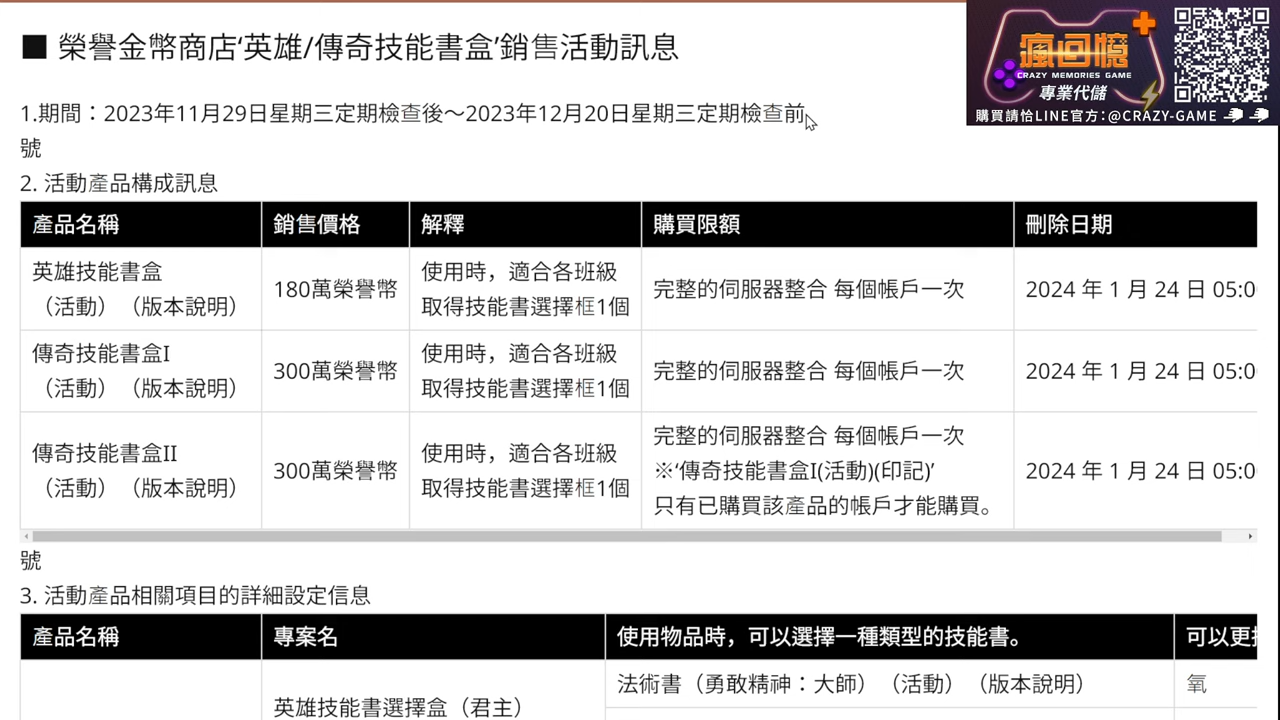 ■ 榮譽金幣商店‘英雄/傳奇技能書盒’銷售活動訊息
瘋回憶
CRAZY MEMORIES GAME
專業代儲
購買請恰LINE官方：@CRAZY-GAME
1.期間：2023年11月29日星期三定期檢查後～2023年12月20日星期三定期檢查前
號
2. 活動產品構成訊息
產品名稱 銷售價格 解釋 購買限額 刪除日期
英雄技能書盒
（活動）（版本說明）
180萬榮譽幣
使用時，適合各班級
取得技能書選擇框1個
完整的伺服器整合 每個帳戶一次
2024 年 1 月 24 日 05:0
傳奇技能書盒I
（活動）（版本說明）
300萬榮譽幣
使用時，適合各班級
取得技能書選擇框1個
完整的伺服器整合 每個帳戶一次
2024 年 1 月 24 日 05:0
傳奇技能書盒II
（活動）（版本說明）
300萬榮譽幣
使用時，適合各班級
取得技能書選擇框1個
完整的伺服器整合 每個帳戶一次
※‘傳奇技能書盒I(活動)(印記)’
只有已購買該產品的帳戶才能購買。
2024 年 1 月 24 日 05:0
號
3. 活動產品相關項目的詳細設定信息
產品名稱 專案名 使用物品時，可以選擇一種類型的技能書。 可以更
英雄技能書選擇盒（君主）
法術書（勇敢精神：大師）（活動）（版本說明）
氧